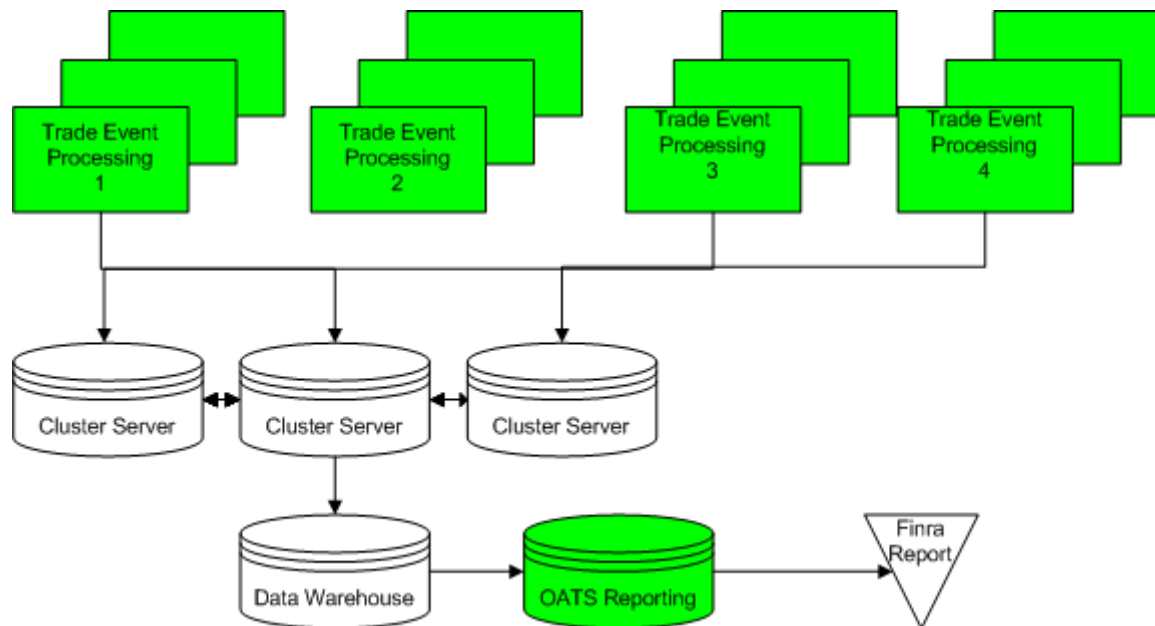 Trade Event
Processing
1
Trade Event
Processing
2
Trade Event
Processing
3
Trade Event
Processing
4
Cluster Server
Cluster Server
Cluster Server
Data Warehouse
OATS Reporting
Finra
Report